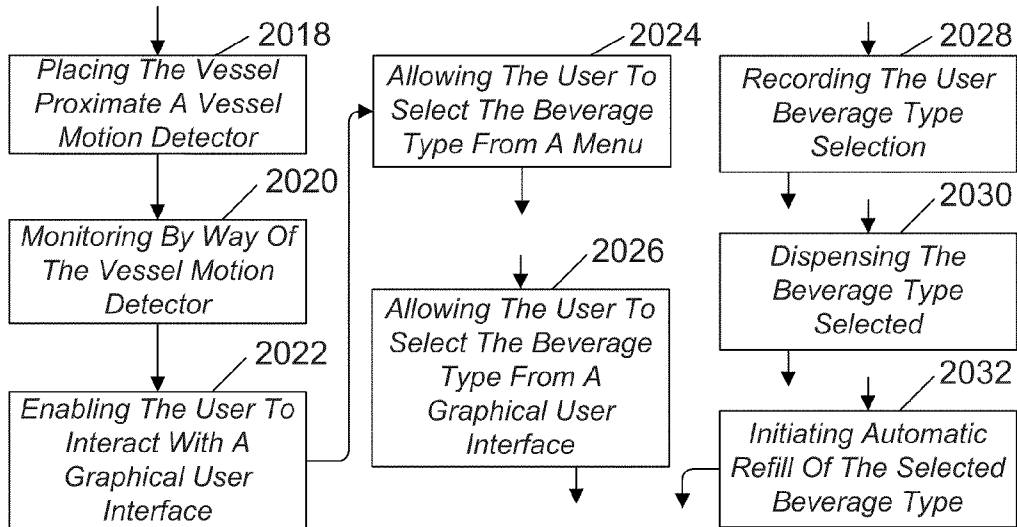 2018
Placing The Vessel
Proximate A Vessel
Motion Detector
2020
Monitoring By Way Of
The Vessel Motion
Detector
2022
Enabling The User To
Interact With A
Graphical User
Interface
2024
Allowing The User To
Select The Beverage
Type From A Menu
2026
Allowing The User To
Select The Beverage
Type From A
Graphical User
Interface
2028
Recording The User
Beverage Type
Selection
2030
Dispensing The
Beverage Type
Selected
2032
Initiating Automatic
Refill Of The Selected
Beverage Type